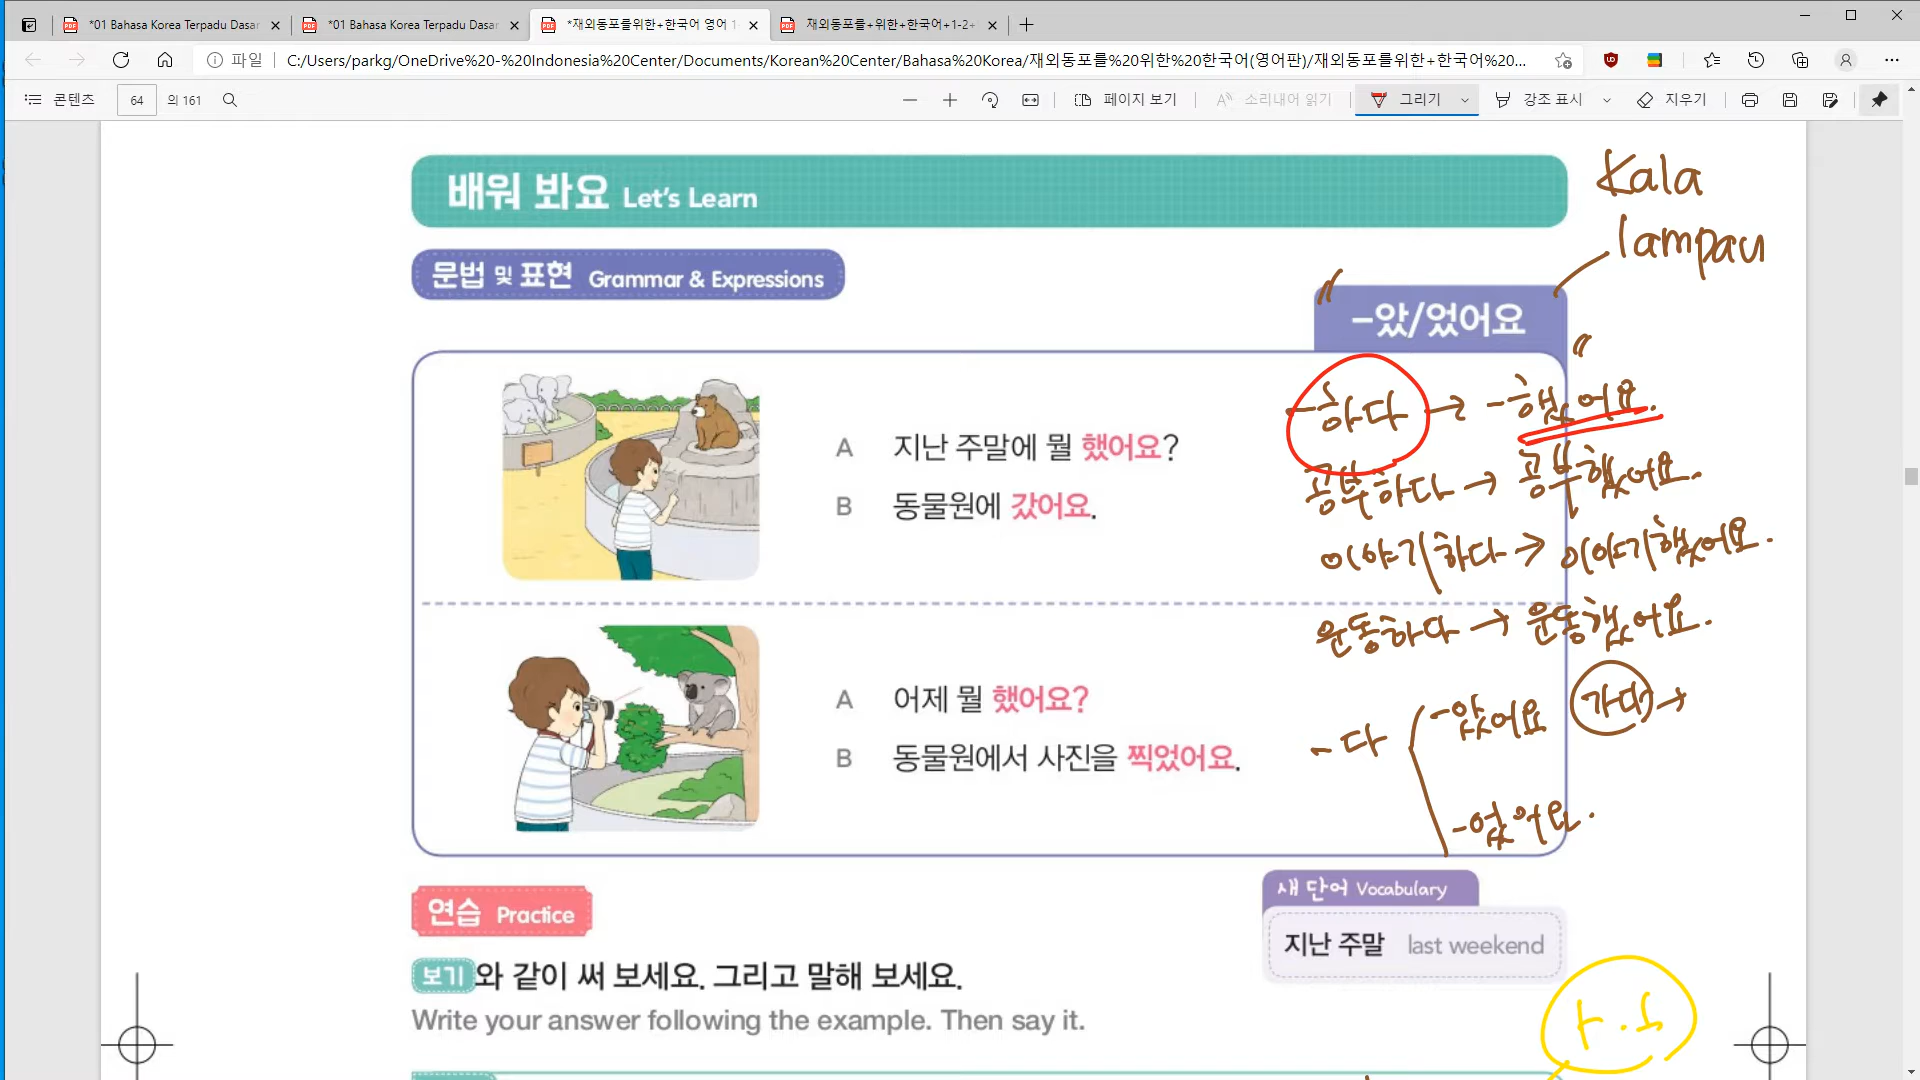 *01 Bahasa Korea Terpadu Dasar
*01 Bahasa Korea Terpadu Dasar
*재외동포를위한+한국어 영어 1
재외동포를+위한+한국어+1-2+
파일 C:/Users/parkg/OneDrive%20-%20Indonesia%20Center/Documents/Korean%20Center/Bahasa%20Korea/재외동포를%20위한%20한국어(영어판)/재외동포를위한+한국어%20...
콘텐츠 64 의 161 페이지 보기 소리내어 읽기 그리기 강조 표시 지우기
배워 봐요 Let's Learn
Kala
lampau
문법 및 표현 Grammar & Expressions
" -았/었어요 "
-하다 → -했어요.
A 지난 주말에 뭘 했어요?
B 동물원에 갔어요.
공부하다 → 공부했어요.
이야기하다 → 이야기했어요.
운동하다 → 운동했어요.
A 어제 뭘 했어요?
B 동물원에서 사진을 찍었어요.
-다 -았어요 가다 →
-었어요.
연습 Practice
새 단어 Vocabulary
지난 주말 last weekend
보기와 같이 써 보세요. 그리고 말해 보세요.
Write your answer following the example. Then say it.
ㅏ.ㅗ